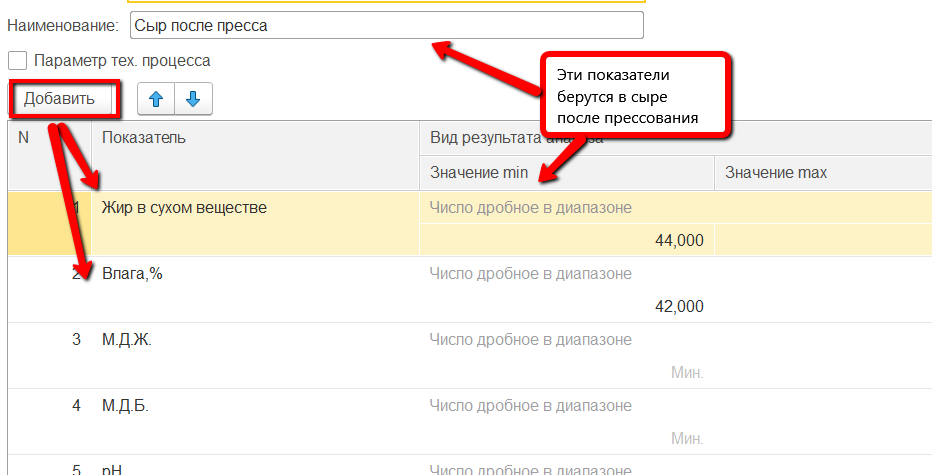 Наименование: Сыр после пресса
Параметр тех. процесса
Эти показатели
берутся в сыре
после прессования
Добавить
N Показатель Вид результата анализа
Значение min Значение max
1 Жир в сухом веществе Число дробное в диапазоне
44,000
2 Влага,% Число дробное в диапазоне
42,000
3 М.Д.Ж. Число дробное в диапазоне
Мин.
4 М.Д.Б. Число дробное в диапазоне
Мин.
5 pH Число дробное в диапазоне